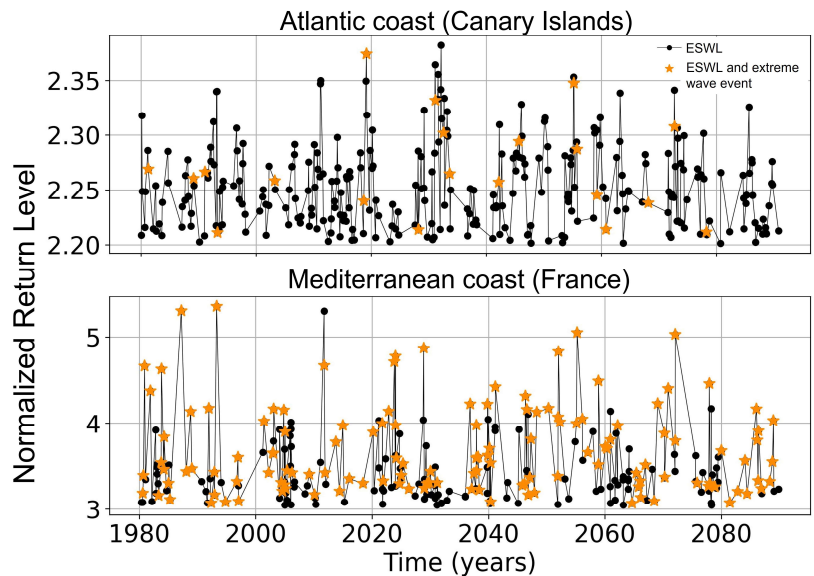 Atlantic coast (Canary Islands)
ESWL
ESWL and extreme
wave event
2.35
2.30
2.25
2.20
Normalized Return Level
Mediterranean coast (France)
5
4
3
1980 2000 2020 2040 2060 2080
Time (years)